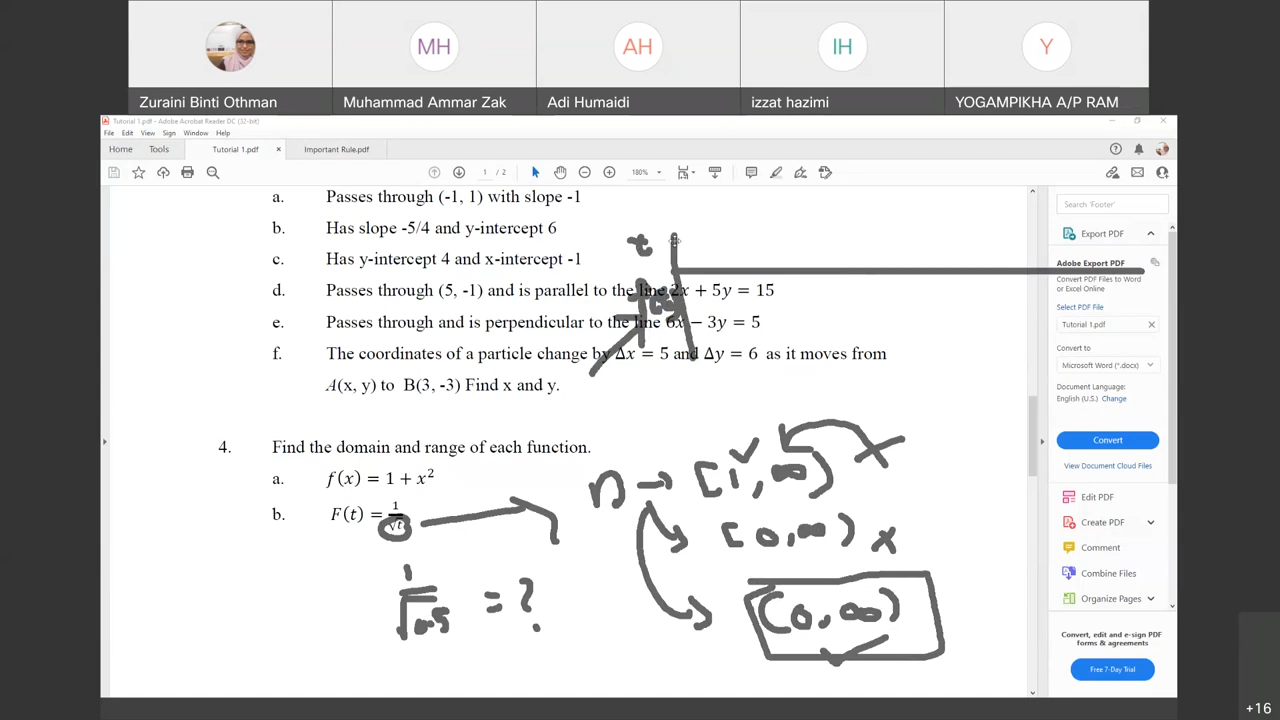 MH
AH
IH
Y
Zuraini Binti Othman
Muhammad Ammar Zak
Adi Humaidi
izzat hazimi
YOGAMPIKHA A/P RAM
Tutorial 1.pdf - Adobe Acrobat Reader DC (32-bit)
File Edit View Sign Window Help
Home Tools Tutorial 1.pdf × Important Rule.pdf
1 / 2 180%
a. Passes through (-1, 1) with slope -1
b. Has slope -5/4 and y-intercept 6
c. Has y-intercept 4 and x-intercept -1
d. Passes through (5, -1) and is parallel to the line 2x + 5y = 15
e. Passes through and is perpendicular to the line 6x − 3y = 5
f. The coordinates of a particle change by Δx = 5 and Δy = 6 as it moves from
A(x, y) to B(3, -3) Find x and y.
t
4. Find the domain and range of each function.
a. f(x) = 1 + x²
b. F(t) = 1/√t
n → [1, ∞)
[0, ∞) x
(0, ∞)
1/√0.5 = ?
Search 'Footer'
Export PDF
Adobe Export PDF
Convert PDF Files to Word
or Excel Online
Select PDF File
Tutorial 1.pdf ×
Convert to
Microsoft Word (*.docx)
Document Language:
English (U.S.) Change
Convert
View Document Cloud Files
Edit PDF
Create PDF
Comment
Combine Files
Organize Pages
Convert, edit and e-sign PDF
forms & agreements
Free 7-Day Trial
+16